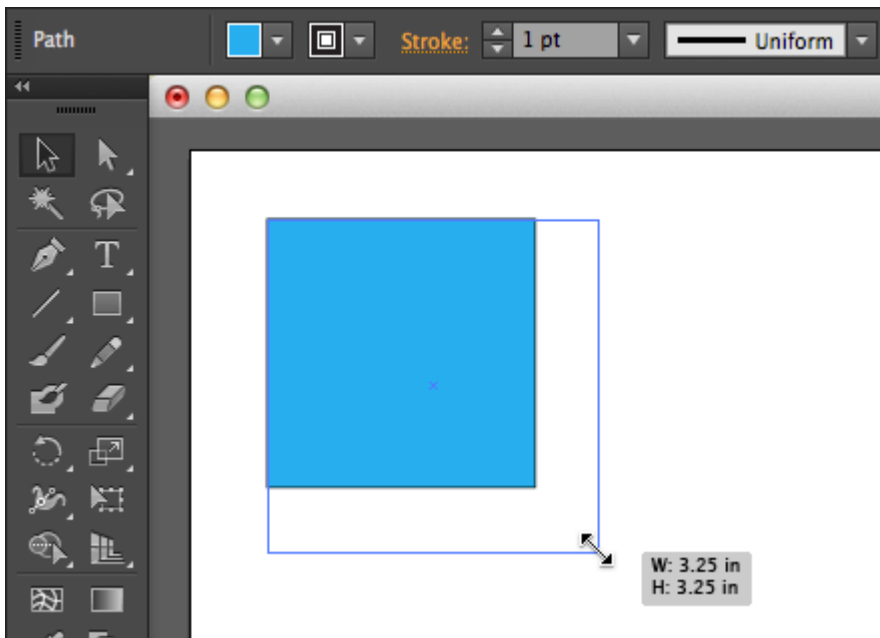 Path
Stroke:
1 pt
Uniform
T
W: 3.25 in
H: 3.25 in